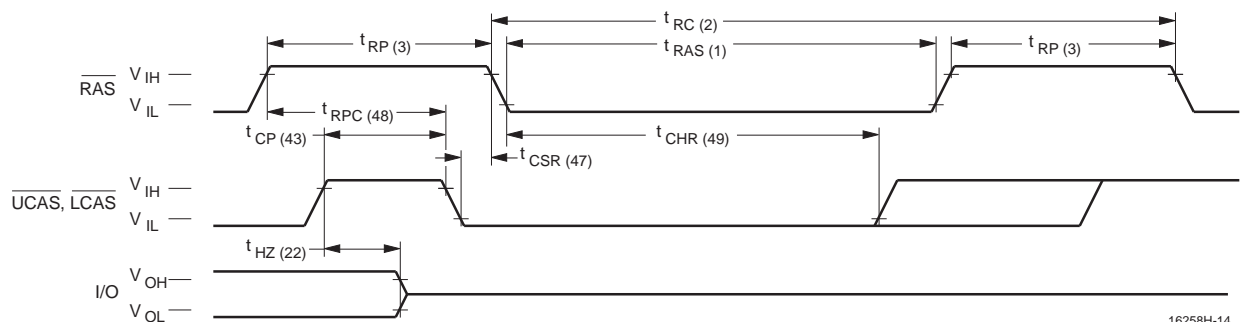 t RC (2)
t RP (3)
t RAS (1)
t RP (3)
RAS
V IH
V IL
t RPC (48)
t CP (43)
t CHR (49)
t CSR (47)
UCAS, LCAS
V IH
V IL
t HZ (22)
I/O
V OH
V OL
16258H-14